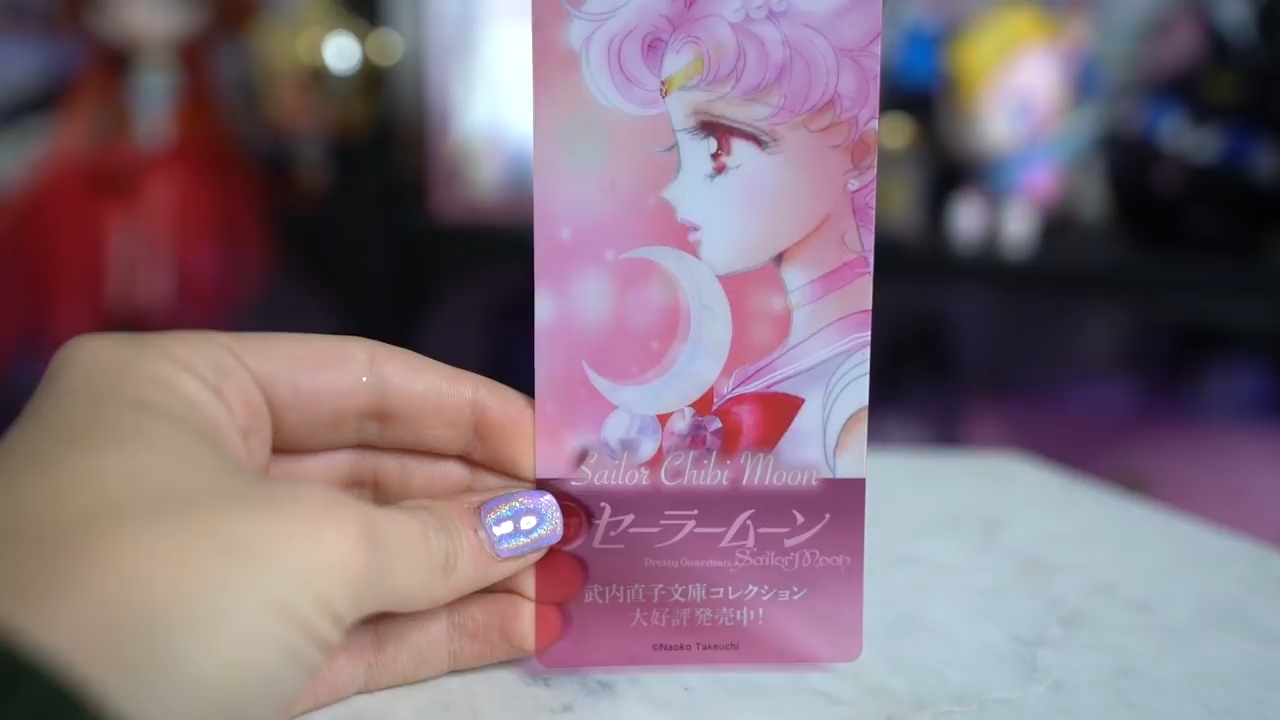 Sailor Chibi Moon
セーラームーン
Pretty Guardian Sailor Moon
武内直子文庫コレクション
大好評発売中!
©Naoko Takeuchi